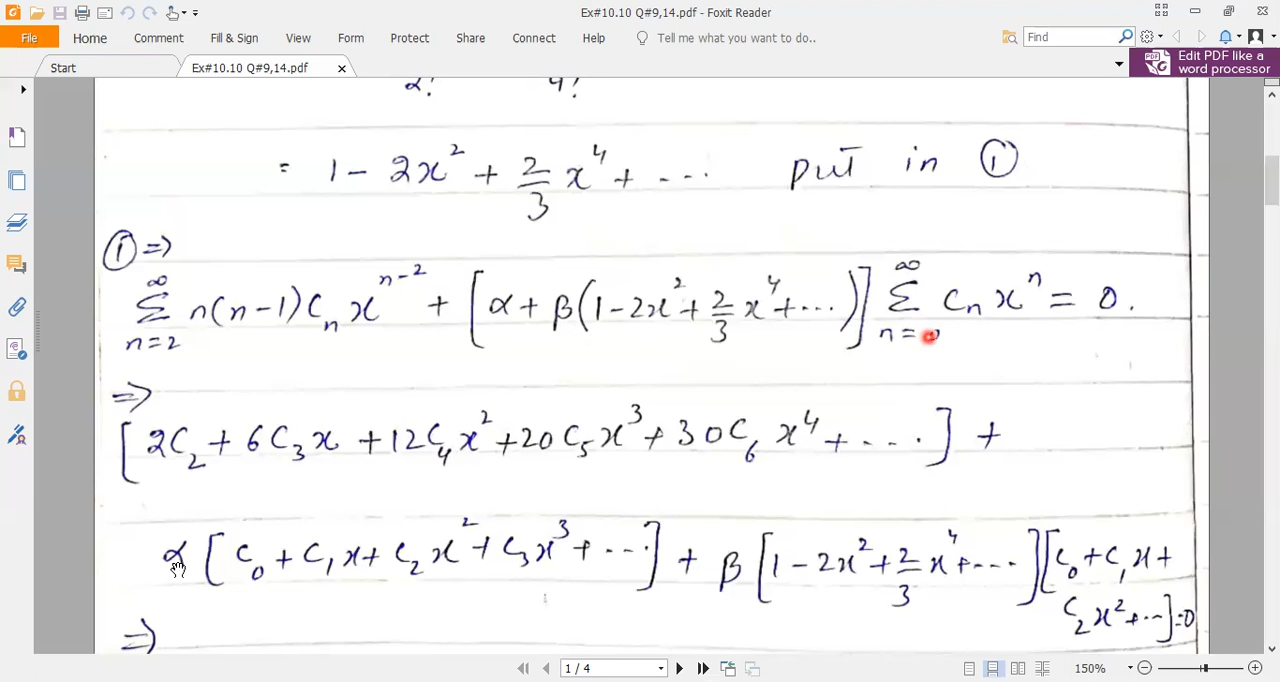 Ex#10.10 Q#9,14.pdf - Foxit Reader
File Home Comment Fill & Sign View Form Protect Share Connect Help Tell me what you want to do.. Find
Start Ex#10.10 Q#9,14.pdf Edit PDF like a word processor
2! 4!
= 1 - 2x² + 2/3 x⁴ + ... put in ①
① ⇒
∑_{n=2}^{∞} n(n-1) C_n x^{n-2} + [α + β(1 - 2x² + 2/3 x⁴ + ...)] ∑_{n=0}^{∞} C_n x^n = 0.
⇒
[2C₂ + 6C₃x + 12C₄x² + 20C₅x³ + 30C₆x⁴ + ....] +
α[C₀ + C₁x + C₂x² + C₃x³ + ...] + β[1 - 2x² + 2/3 x⁴ + ...][C₀ + C₁x +
C₂x² + ...] = 0
⇒
1 / 4 150%